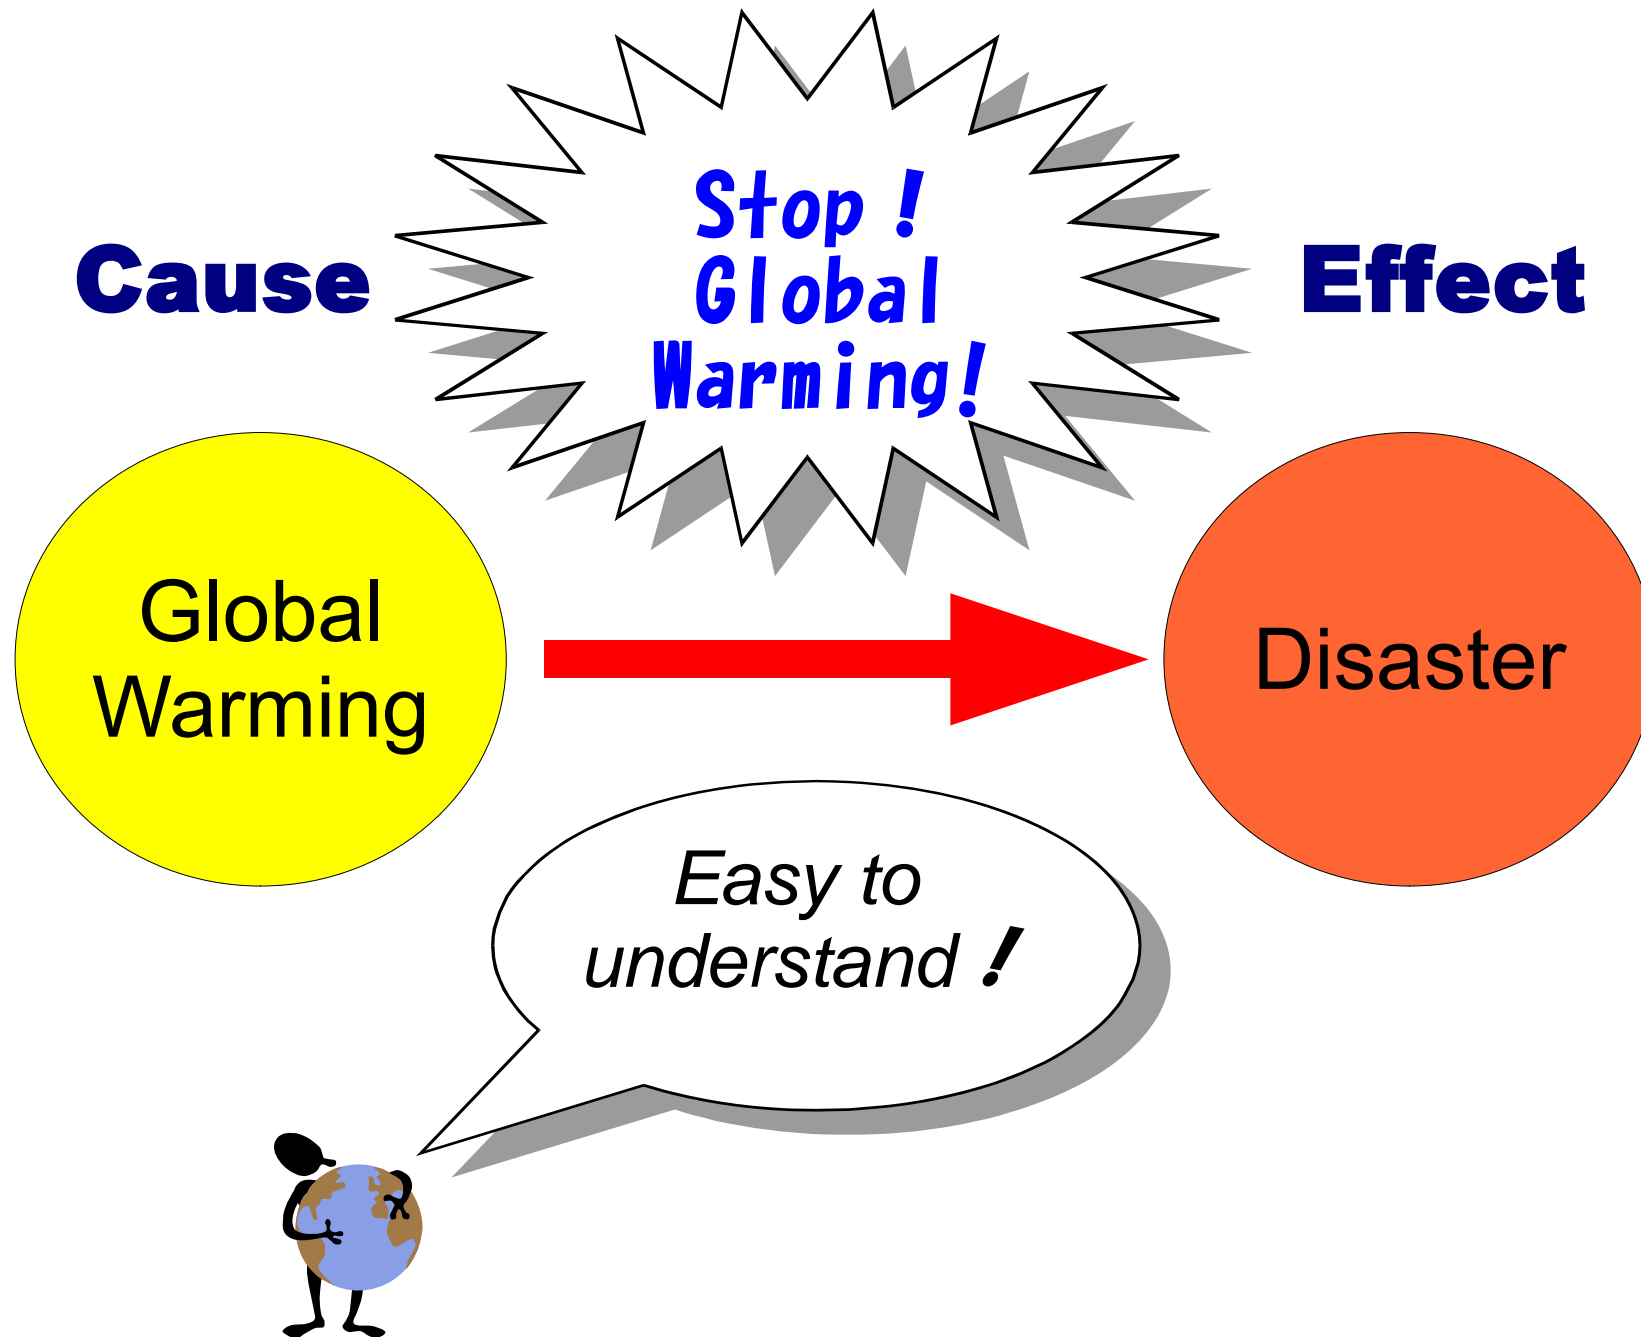 Stop！
Global
Warming!
Cause
Effect
Global
Warming
Disaster
Easy to
understand！